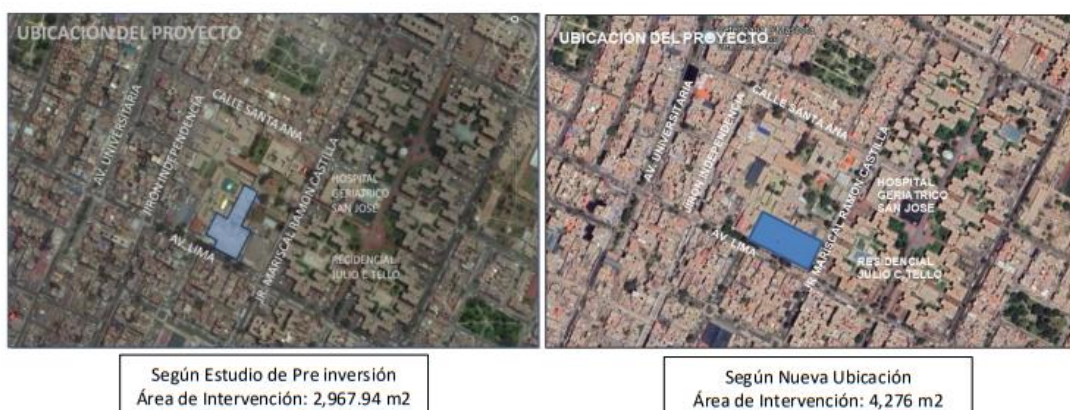 UBICACIÓN DEL PROYECTO
AV. UNIVERSITARIA
JIRON INDEPENDENCIA
CALLE SANTA ANA
JR. MARISCAL RAMON CASTILLA
HOSPITAL
GERIATRICO
SAN JOSE
AV. LIMA
RECIDENCIAL
JULIO C TELLO
Según Estudio de Pre inversión
Área de Intervención: 2,967.94 m2
UBICACIÓN DEL PROYECTO
AV. UNIVERSITARIA
JIRON INDEPENDENCIA
CALLE SANTA ANA
JR. MARISCAL RAMON CASTILLA
HOSPITAL
GERIATRICO
SAN JOSE
AV. LIMA
RESIDENCIAL
JULIO C TELLO
Según Nueva Ubicación
Área de Intervención: 4,276 m2